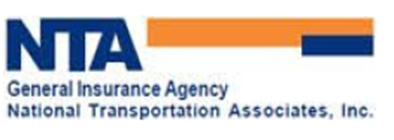 NTA
General Insurance Agency
National Transportation Associates, Inc.